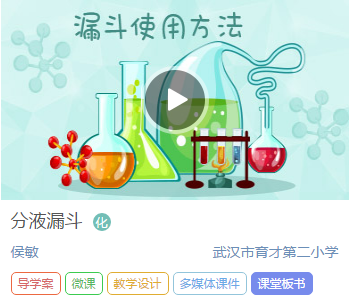 漏斗使用方法
分液漏斗 化
侯敏 武汉市育才第二小学
导学案 微课 教学设计 多媒体课件 课堂板书